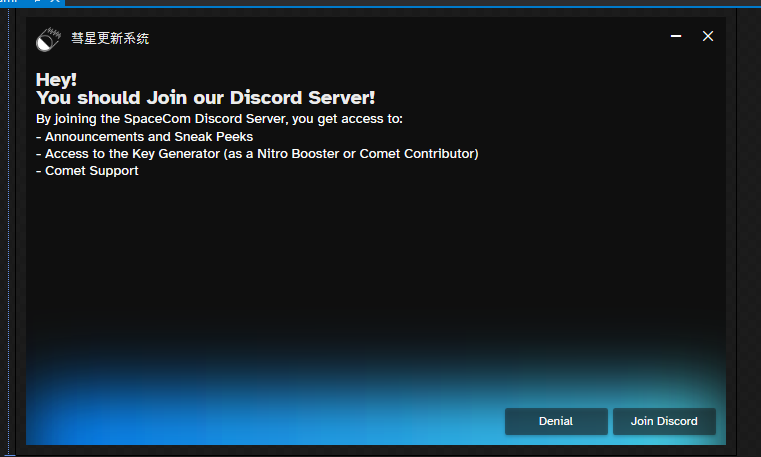 彗星更新系统
Hey!
You should Join our Discord Server!
By joining the SpaceCom Discord Server, you get access to:
- Announcements and Sneak Peeks
- Access to the Key Generator (as a Nitro Booster or Comet Contributor)
- Comet Support
Denial
Join Discord